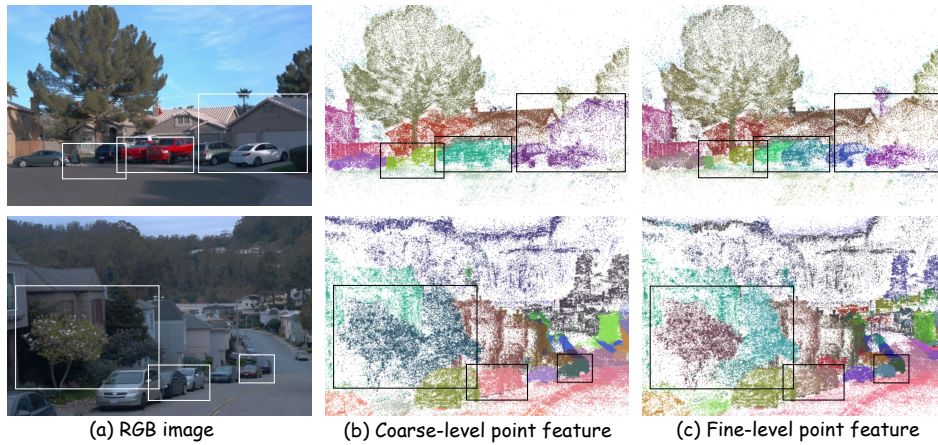 (a) RGB image
(b) Coarse-level point feature
(c) Fine-level point feature